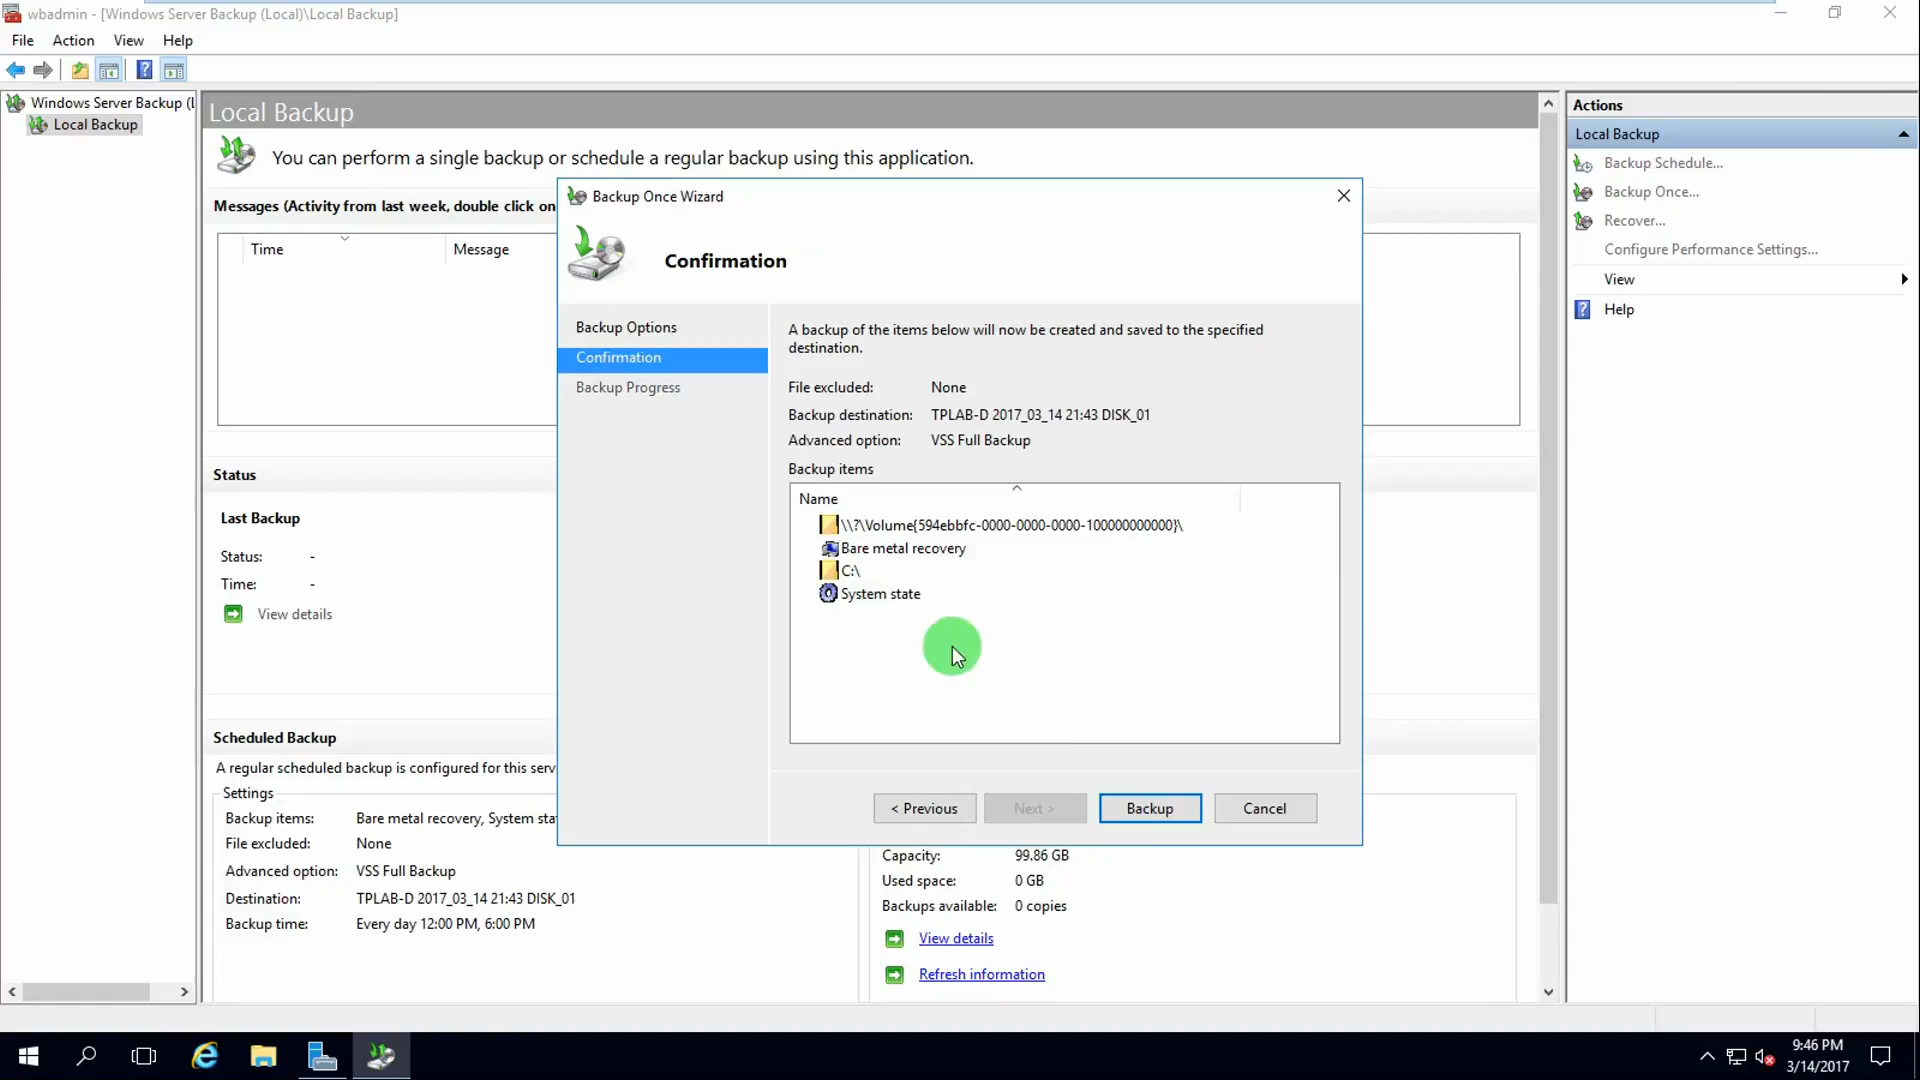 wbadmin - [Windows Server Backup (Local)\Local Backup]
File Action View Help
Windows Server Backup (L
Local Backup
Local Backup
You can perform a single backup or schedule a regular backup using this application.
Messages (Activity from last week, double click on
Time Message
Status
Last Backup
Status: -
Time: -
View details
Scheduled Backup
A regular scheduled backup is configured for this serv
Settings
Backup items: Bare metal recovery, System sta
File excluded: None
Advanced option: VSS Full Backup
Destination: TPLAB-D 2017_03_14 21:43 DISK_01
Backup time: Every day 12:00 PM, 6:00 PM
Capacity: 99.86 GB
Used space: 0 GB
Backups available: 0 copies
View details
Refresh information
Backup Once Wizard
Confirmation
Backup Options
Confirmation
Backup Progress
A backup of the items below will now be created and saved to the specified
destination.
File excluded: None
Backup destination: TPLAB-D 2017_03_14 21:43 DISK_01
Advanced option: VSS Full Backup
Backup items
Name
\\?\Volume{594ebbfc-0000-0000-0000-100000000000}\
Bare metal recovery
C:\
System state
< Previous Next > Backup Cancel
Actions
Local Backup
Backup Schedule...
Backup Once...
Recover...
Configure Performance Settings...
View
Help
9:46 PM
3/14/2017